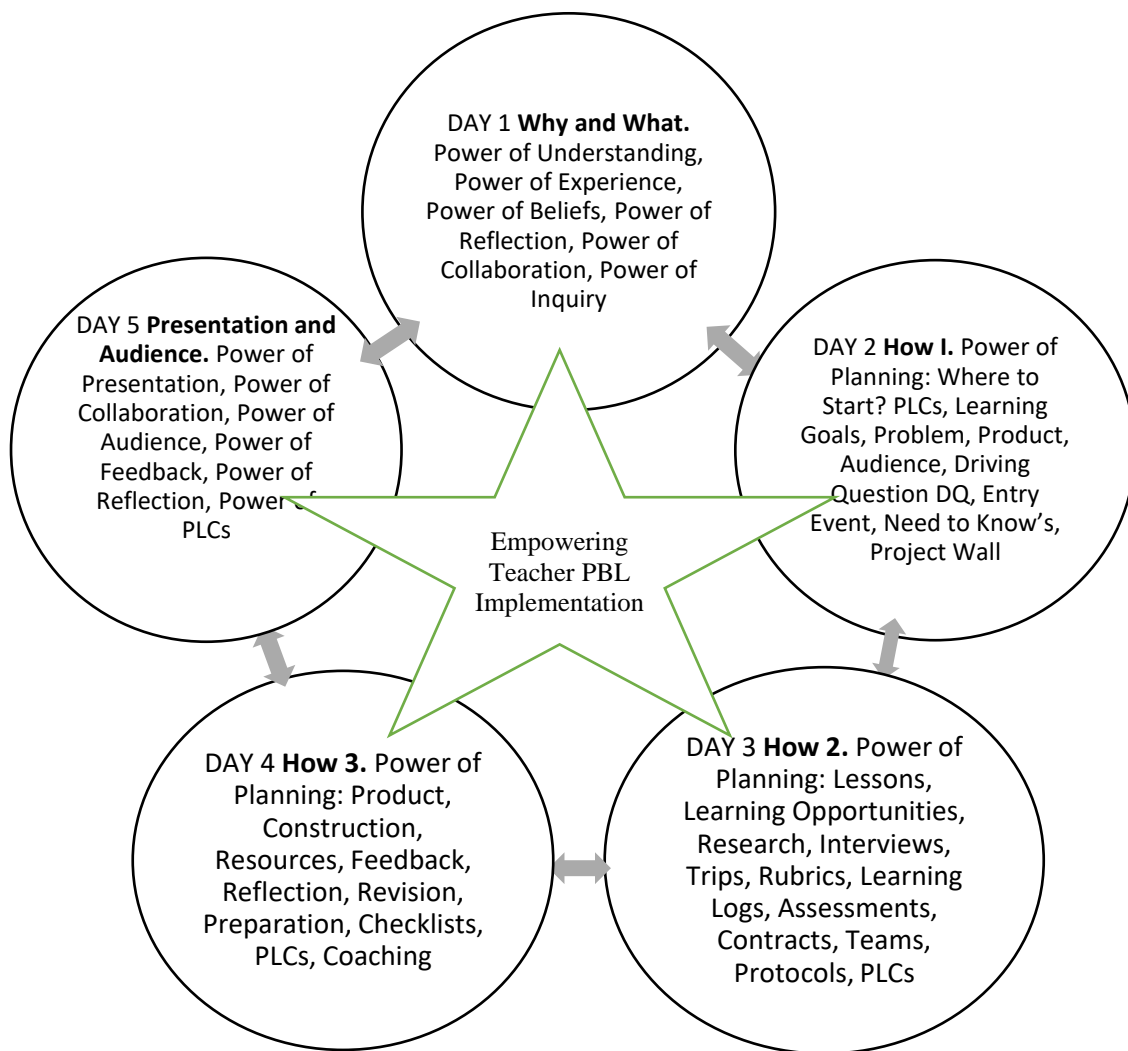 DAY 1 Why and What.
Power of Understanding,
Power of Experience,
Power of Beliefs, Power of
Reflection, Power of
Collaboration, Power of
Inquiry
DAY 2 How I. Power of
Planning: Where to
Start? PLCs, Learning
Goals, Problem, Product,
Audience, Driving
Question DQ, Entry
Event, Need to Know’s,
Project Wall
DAY 3 How 2. Power of
Planning: Lessons,
Learning Opportunities,
Research, Interviews,
Trips, Rubrics, Learning
Logs, Assessments,
Contracts, Teams,
Protocols, PLCs
DAY 4 How 3. Power of
Planning: Product,
Construction,
Resources, Feedback,
Reflection, Revision,
Preparation, Checklists,
PLCs, Coaching
DAY 5 Presentation and
Audience. Power of
Presentation, Power of
Collaboration, Power of
Audience, Power of
Feedback, Power of
Reflection, Power of
PLCs
Empowering
Teacher PBL
Implementation